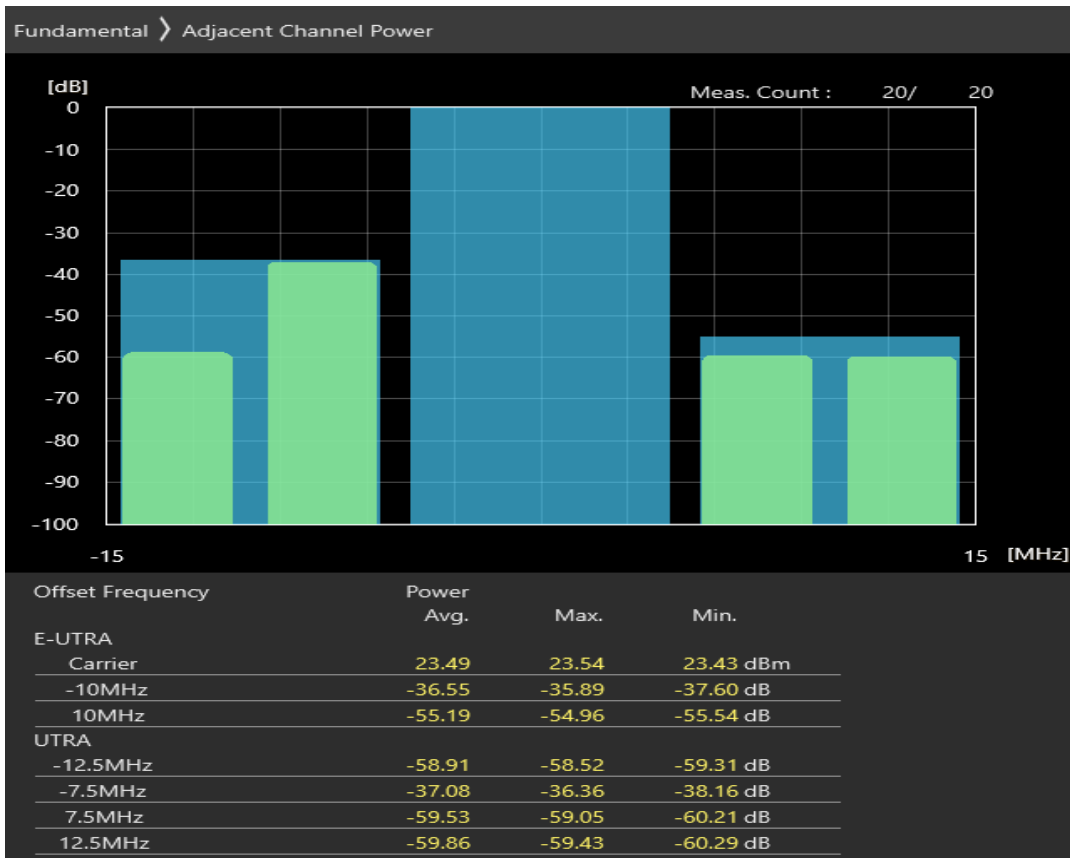 Fundamental 》 Adjacent Channel Power
[dB]
Meas. Count : 20/ 20
0
-10
-20
-30
-40
-50
-60
-70
-80
-90
-100
-15 15 [MHz]
Offset Frequency Power
Avg. Max. Min.
E-UTRA
Carrier 23.49 23.54 23.43 dBm
-10MHz -36.55 -35.89 -37.60 dB
10MHz -55.19 -54.96 -55.54 dB
UTRA
-12.5MHz -58.91 -58.52 -59.31 dB
-7.5MHz -37.08 -36.36 -38.16 dB
7.5MHz -59.53 -59.05 -60.21 dB
12.5MHz -59.86 -59.43 -60.29 dB